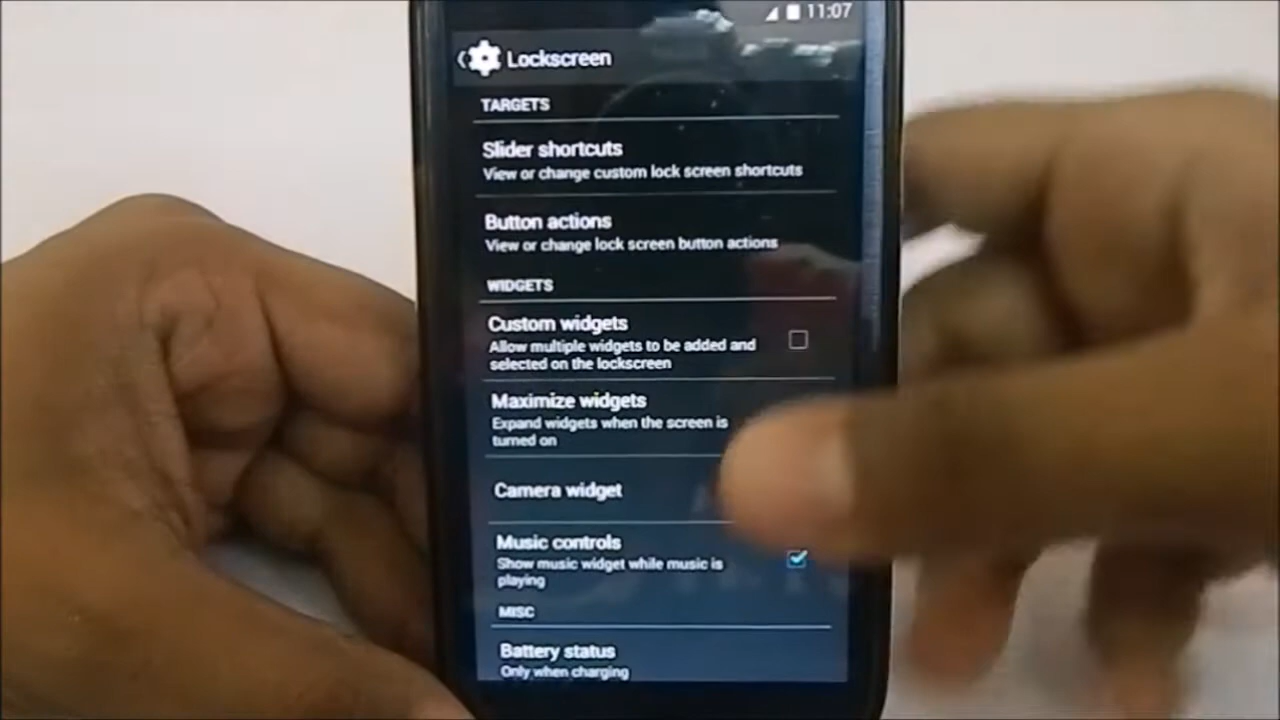 11:07
Lockscreen
TARGETS
Slider shortcuts
View or change custom lock screen shortcuts
Button actions
View or change lock screen button actions
WIDGETS
Custom widgets
Allow multiple widgets to be added and
selected on the lockscreen
Maximize widgets
Expand widgets when the screen is
turned on
Camera widget
Music controls
Show music widget while music is
playing
MISC
Battery status
Only when charging